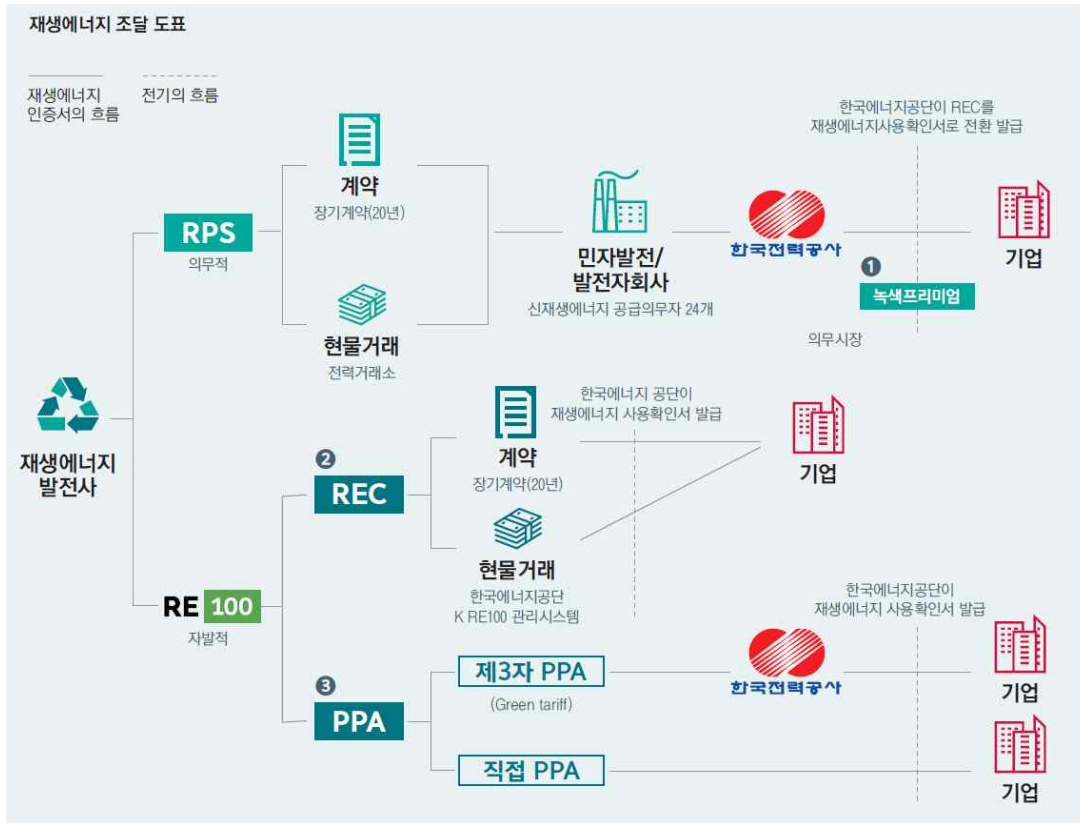 재생에너지 조달 도표
재생에너지
인증서의 흐름
전기의 흐름
재생에너지
발전사
RPS
의무적
계약
장기계약(20년)
현물거래
전력거래소
민자발전/
발전자회사
신재생에너지 공급의무자 24개
한국전력공사
한국에너지공단이 REC를
재생에너지사용확인서로 전환 발급
❶
녹색프리미엄
의무시장
기업
RE 100
자발적
❷
REC
계약
장기계약(20년)
현물거래
한국에너지공단
K RE100 관리시스템
한국에너지 공단이
재생에너지 사용확인서 발급
기업
❸
PPA
제3자 PPA
(Green tariff)
한국전력공사
한국에너지공단이
재생에너지 사용확인서 발급
기업
직접 PPA
기업